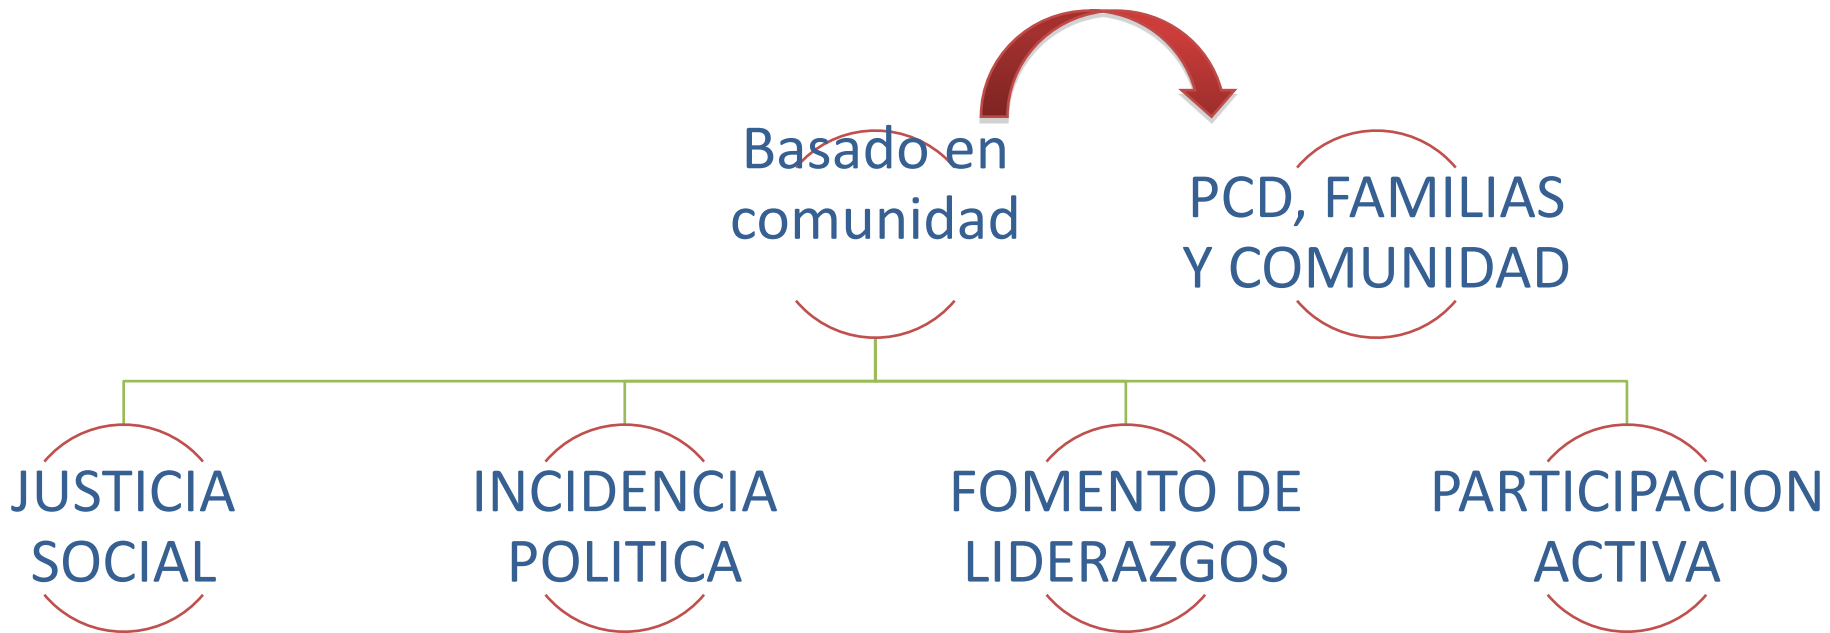 Basado en
comunidad
PCD, FAMILIAS
Y COMUNIDAD
JUSTICIA
SOCIAL
INCIDENCIA
POLITICA
FOMENTO DE
LIDERAZGOS
PARTICIPACION
ACTIVA